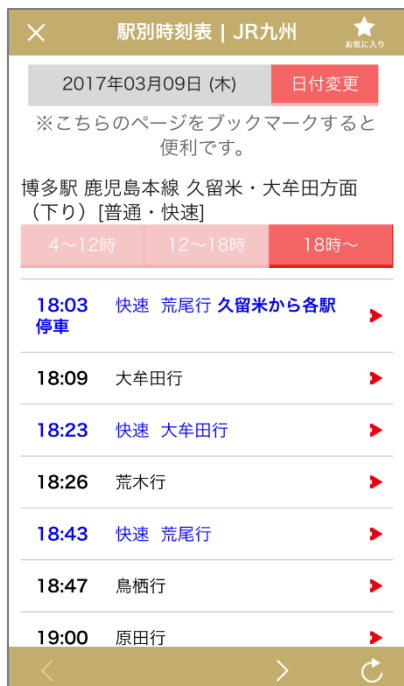 駅別時刻表 | JR九州
お気に入り
2017年03月09日 (木)
日付変更
※こちらのページをブックマークすると
便利です。
博多駅 鹿児島本線 久留米・大牟田方面
（下り）[普通・快速]
4〜12時
12〜18時
18時〜
18:03 快速 荒尾行 久留米から各駅
停車
18:09 大牟田行
18:23 快速 大牟田行
18:26 荒木行
18:43 快速 荒尾行
18:47 鳥栖行
19:00 原田行